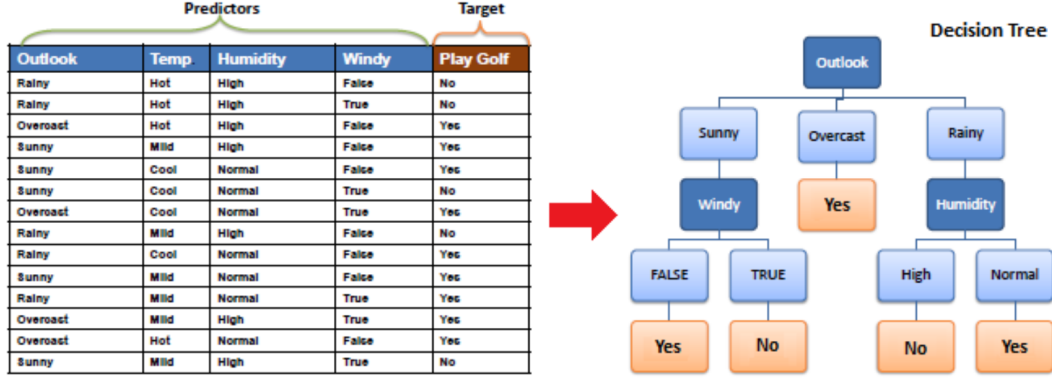 Predictors Target
Outlook Temp. Humidity Windy Play Golf
Rainy Hot High False No
Rainy Hot High True No
Overoast Hot High False Yes
Sunny Mild High False Yes
Sunny Cool Normal False Yes
Sunny Cool Normal True No
Overoast Cool Normal True Yes
Rainy Mild High False No
Rainy Cool Normal False Yes
Sunny Mild Normal False Yes
Rainy Mild Normal True Yes
Overoast Mild High True Yes
Overoast Hot Normal False Yes
Sunny Mild High True No
Decision Tree
Outlook
Sunny Overcast Rainy
Windy Yes Humidity
FALSE TRUE High Normal
Yes No No Yes